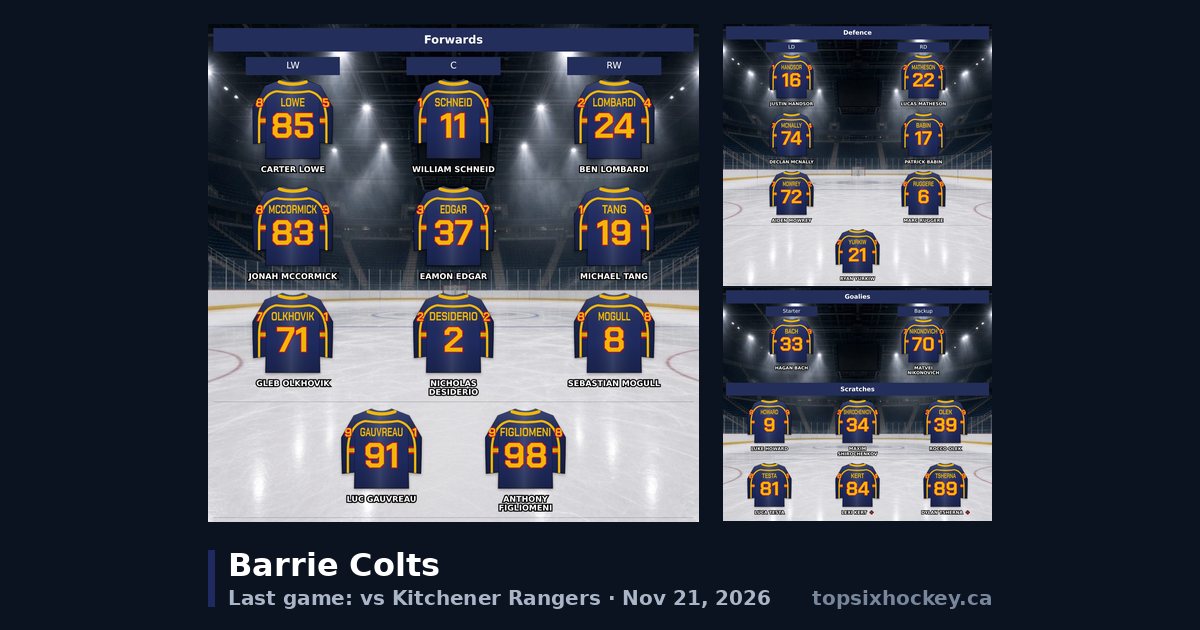 Forwards
LW C RW
LOWE SCHNEID LOMBARDI
85 11 24
CARTER LOWE WILLIAM SCHNEID BEN LOMBARDI
MCCORMICK EDGAR TANG
83 37 19
JONAH MCCORMICK EAMON EDGAR MICHAEL TANG
OLKHOVIK DESIDERIO MOGULL
71 2 8
GLEB OLKHOVIK NICHOLAS DESIDERIO SEBASTIAN MOGULL
GAUVREAU FIGLIOMENI
91 98
LUC GAUVREAU ANTHONY FIGLIOMENI
Defence
LD RD
HANDSOR MATHESON
16 22
JUSTIN HANDSOR LUCAS MATHESON
MCNALLY BABIN
74 17
DECLAN MCNALLY PATRICK BABIN
MOWREY RUGGERE
72 6
AIDEN MOWREY MARC RUGGERE
YURKIW
21
RYAN YURKIW
Goalies
Starter Backup
BACH NIKONOVICH
33 70
HAGAN BACH MATVEI NIKONOVICH
Scratches
HOWARD SHIROCHENKOV OLEK
9 34 39
LUKE HOWARD MAXIM SHIROCHENKOV ROCCO OLEK
TESTA KERT TSHERNA
81 84 89
LUCA TESTA LEXI KERT DYLAN TSHERNA
Barrie Colts
Last game: vs Kitchener Rangers · Nov 21, 2026
topsixhockey.ca